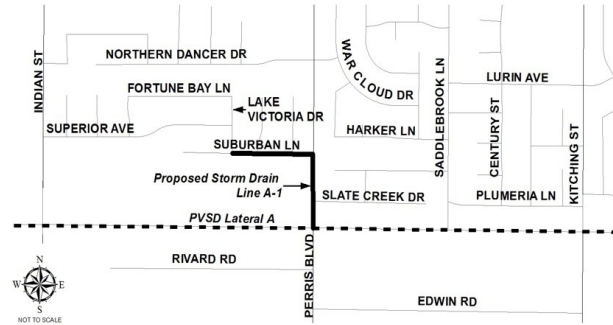 NORTHERN DANCER DR
WAR CLOUD DR
SADDLEBROOK LN
LURIN AVE
INDIAN ST
FORTUNE BAY LN
LAKE
VICTORIA DR
CENTURY ST
KITCHING ST
SUPERIOR AVE
HARKER LN
SUBURBAN LN
Proposed Storm Drain
Line A-1
SLATE CREEK DR
PLUMERIA LN
PVSD Lateral A
PERRIS BLVD
RIVARD RD
EDWIN RD
N
W
E
S
NOT TO SCALE